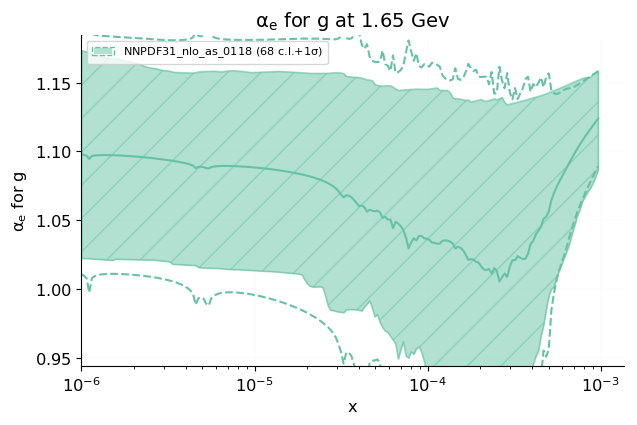 αₑ for g at 1.65 Gev
NNPDF31_nlo_as_0118 (68 c.l.+1σ)
αₑ for g
1.15
1.10
1.05
1.00
0.95
10⁻⁶
10⁻⁵
10⁻⁴
10⁻³
x